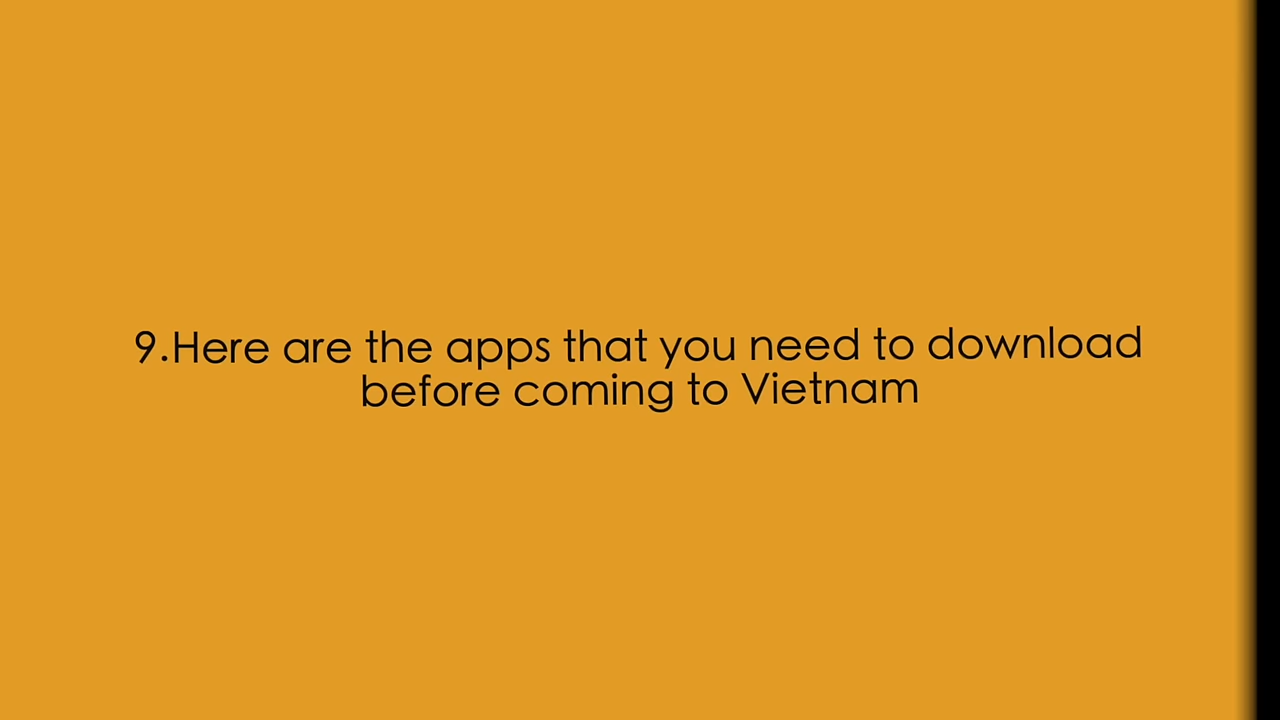 9.Here are the apps that you need to download
before coming to Vietnam